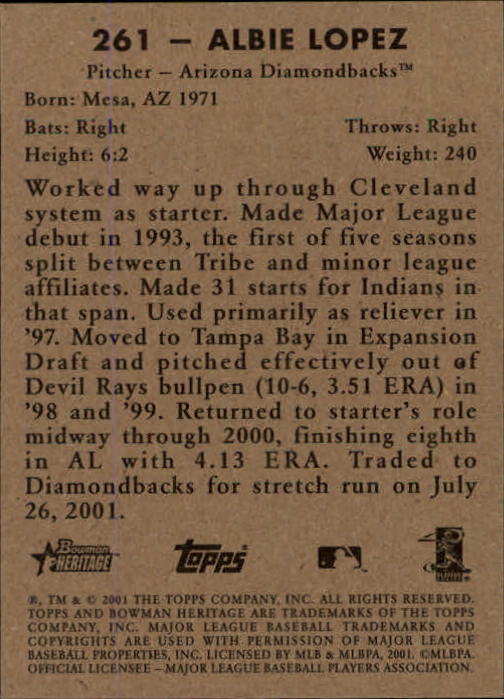 261 – ALBIE LOPEZ
Pitcher – Arizona Diamondbacks™
Born: Mesa, AZ 1971
Bats: Right Throws: Right
Height: 6:2 Weight: 240
Worked way up through Cleveland
system as starter. Made Major League
debut in 1993, the first of five seasons
split between Tribe and minor league
affiliates. Made 31 starts for Indians in
that span. Used primarily as reliever in
'97. Moved to Tampa Bay in Expansion
Draft and pitched effectively out of
Devil Rays bullpen (10-6, 3.51 ERA) in
'98 and '99. Returned to starter's role
midway through 2000, finishing eighth
in AL with 4.13 ERA. Traded to
Diamondbacks for stretch run on July
26, 2001.
Bowman HERITAGE Topps
®, TM & © 2001 THE TOPPS COMPANY, INC. ALL RIGHTS RESERVED.
TOPPS AND BOWMAN HERITAGE ARE TRADEMARKS OF THE TOPPS
COMPANY, INC. MAJOR LEAGUE BASEBALL TRADEMARKS AND
COPYRIGHTS ARE USED WITH PERMISSION OF MAJOR LEAGUE
BASEBALL PROPERTIES, INC. LICENSED BY MLB & MLBPA, 2001. ©MLBPA.
OFFICIAL LICENSEE – MAJOR LEAGUE BASEBALL PLAYERS ASSOCIATION.